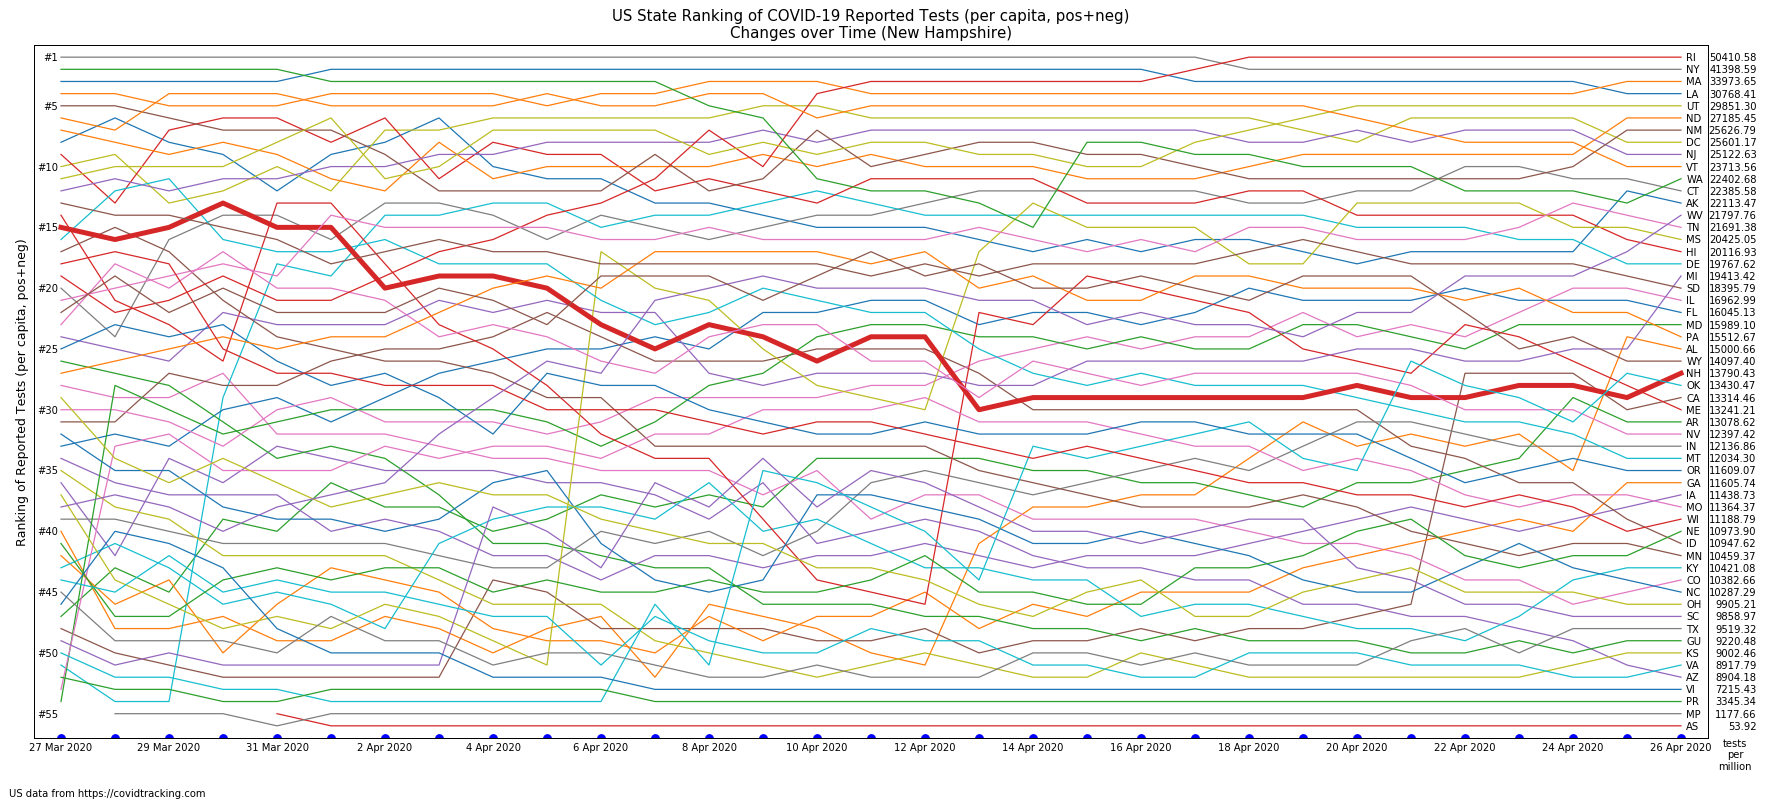 US State Ranking of COVID-19 Reported Tests (per capita, pos+neg)
Changes over Time (New Hampshire)
Ranking of Reported Tests (per capita, pos+neg)
#1
#5
#10
#15
#20
#25
#30
#35
#40
#45
#50
#55
RI 50410.58
NY 41398.59
MA 33973.65
LA 30768.41
UT 29851.30
ND 27185.45
NM 25626.79
DC 25601.17
NJ 25122.63
VT 23713.56
WA 22402.68
CT 22385.58
AK 22113.47
WV 21797.76
TN 21691.38
MS 20425.05
HI 20116.93
DE 19767.62
MI 19413.42
SD 18395.79
IL 16962.99
FL 16045.13
MD 15989.10
PA 15512.67
AL 15000.66
WY 14097.40
NH 13790.43
OK 13430.47
CA 13314.46
ME 13241.21
AR 13078.62
NV 12397.42
IN 12136.86
MT 12034.30
OR 11609.07
GA 11605.74
IA 11438.73
MO 11364.37
WI 11188.79
NE 10973.90
ID 10947.62
MN 10459.37
KY 10421.08
CO 10382.66
NC 10287.29
OH 9905.21
SC 9858.97
TX 9519.32
GU 9220.48
KS 9002.46
VA 8917.79
AZ 8904.18
VI 7215.43
PR 3345.34
MP 1177.66
AS 53.92
27 Mar 2020 29 Mar 2020 31 Mar 2020 2 Apr 2020 4 Apr 2020 6 Apr 2020 8 Apr 2020 10 Apr 2020 12 Apr 2020 14 Apr 2020 16 Apr 2020 18 Apr 2020 20 Apr 2020 22 Apr 2020 24 Apr 2020 26 Apr 2020
tests
per
million
US data from https://covidtracking.com